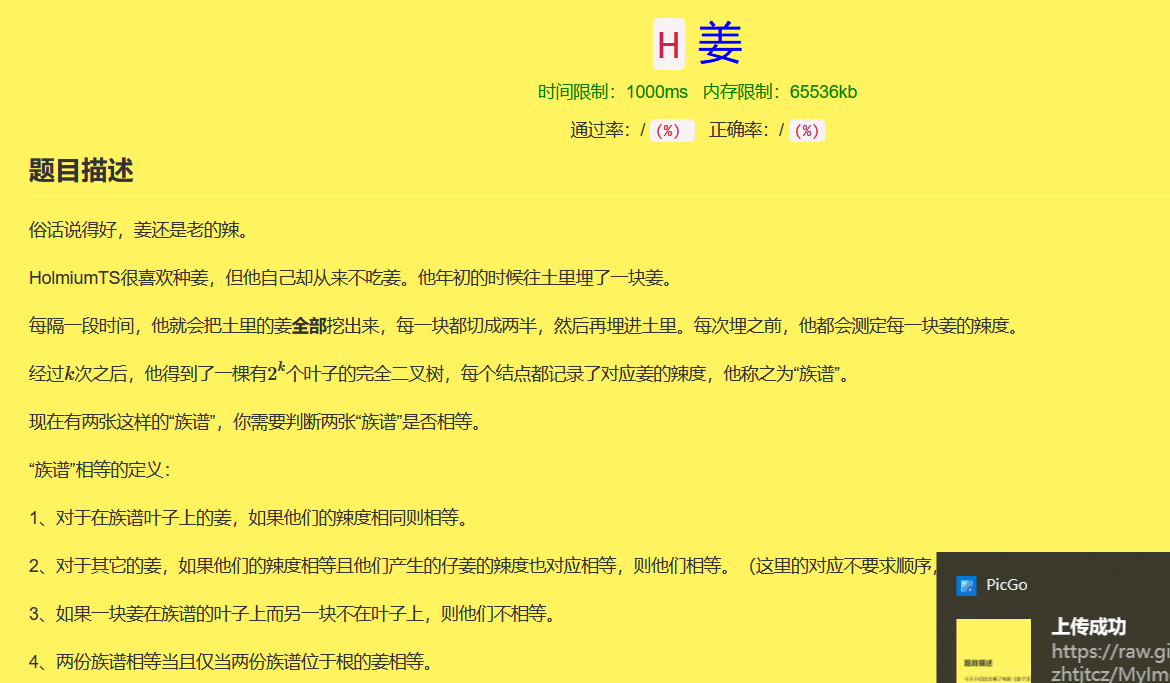 H 姜
时间限制：1000ms 内存限制：65536kb
通过率：/ (%) 正确率：/ (%)
题目描述
俗话说得好，姜还是老的辣。
HolmiumTS很喜欢种姜，但他自己却从来不吃姜。他年初的时候往土里埋了一块姜。
每隔一段时间，他就会把土里的姜全部挖出来，每一块都切成两半，然后再埋进土里。每次埋之前，他都会测定每一块姜的辣度。
经过k次之后，他得到了一棵有2^k个叶子的完全二叉树，每个结点都记录了对应姜的辣度，他称之为“族谱”。
现在有两张这样的“族谱”，你需要判断两张“族谱”是否相等。
“族谱”相等的定义：
1、对于在族谱叶子上的姜，如果他们的辣度相同则相等。
2、对于其它的姜，如果他们的辣度相等且他们产生的仔姜的辣度也对应相等，则他们相等。（这里的对应不要求顺序，
3、如果一块姜在族谱的叶子上而另一块不在叶子上，则他们不相等。
4、两份族谱相等当且仅当两份族谱位于根的姜相等。
PicGo
上传成功
https://raw.gi
zhtjtcz/MyIm
题目描述